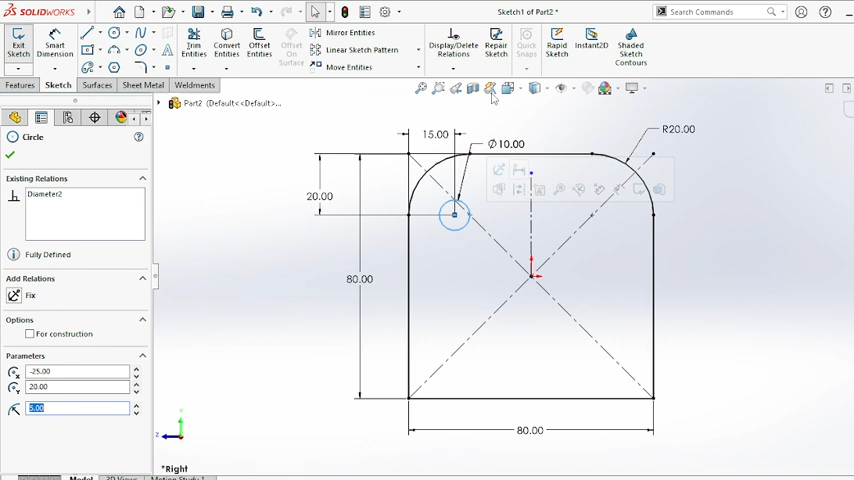 SOLIDWORKS
Sketch1 of Part2 *
Search Commands
Exit Sketch
Smart Dimension
Trim Entities
Convert Entities
Offset Entities
Offset On Surface
Mirror Entities
Linear Sketch Pattern
Move Entities
Display/Delete Relations
Repair Sketch
Quick Snaps
Rapid Sketch
Instant2D
Shaded Sketch Contours
Features
Sketch
Surfaces
Sheet Metal
Weldments
Part2 (Default<<Default>...
Circle
Existing Relations
Diameter2
Fully Defined
Add Relations
Fix
Options
For construction
Parameters
-25.00
20.00
5.00
15.00
Ø10.00
R20.00
20.00
80.00
80.00
Y
Z
*Right
Model
3D Views
Motion Study 1